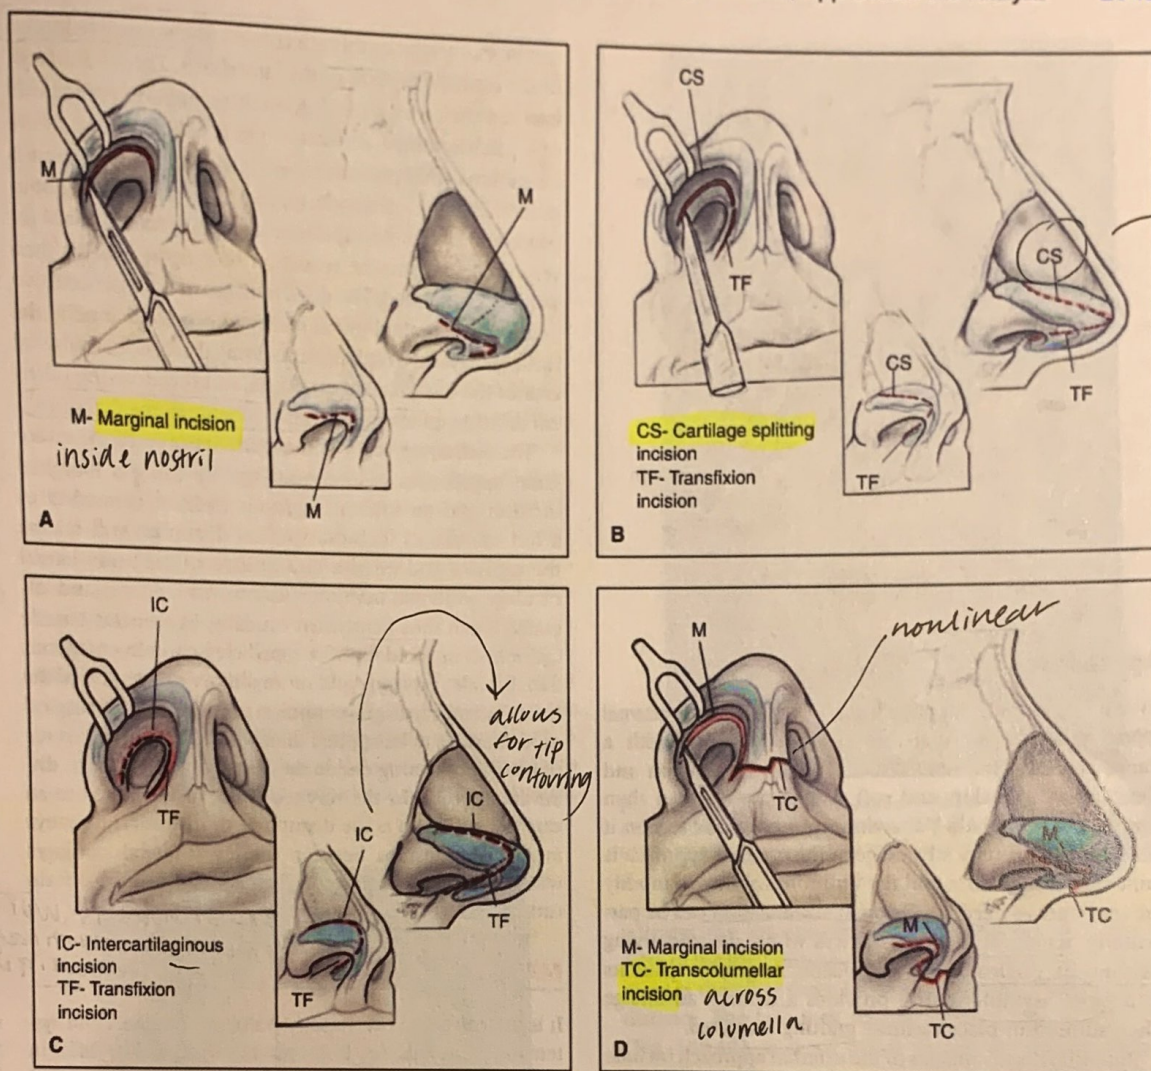 M
M
M- Marginal incision
inside nostril
M
A
CS
CS
TF
CS
TF
CS- Cartilage splitting
incision
TF- Transfixion
incision
TF
B
IC
allows
for tip
contouring
TF
IC
IC
TF
IC- Intercartilaginous
incision
TF- Transfixion
incision
TF
C
nonlinear
M
TC
M
TC
M
M- Marginal incision
TC- Transcolumellar
incision across
columella
TC
D